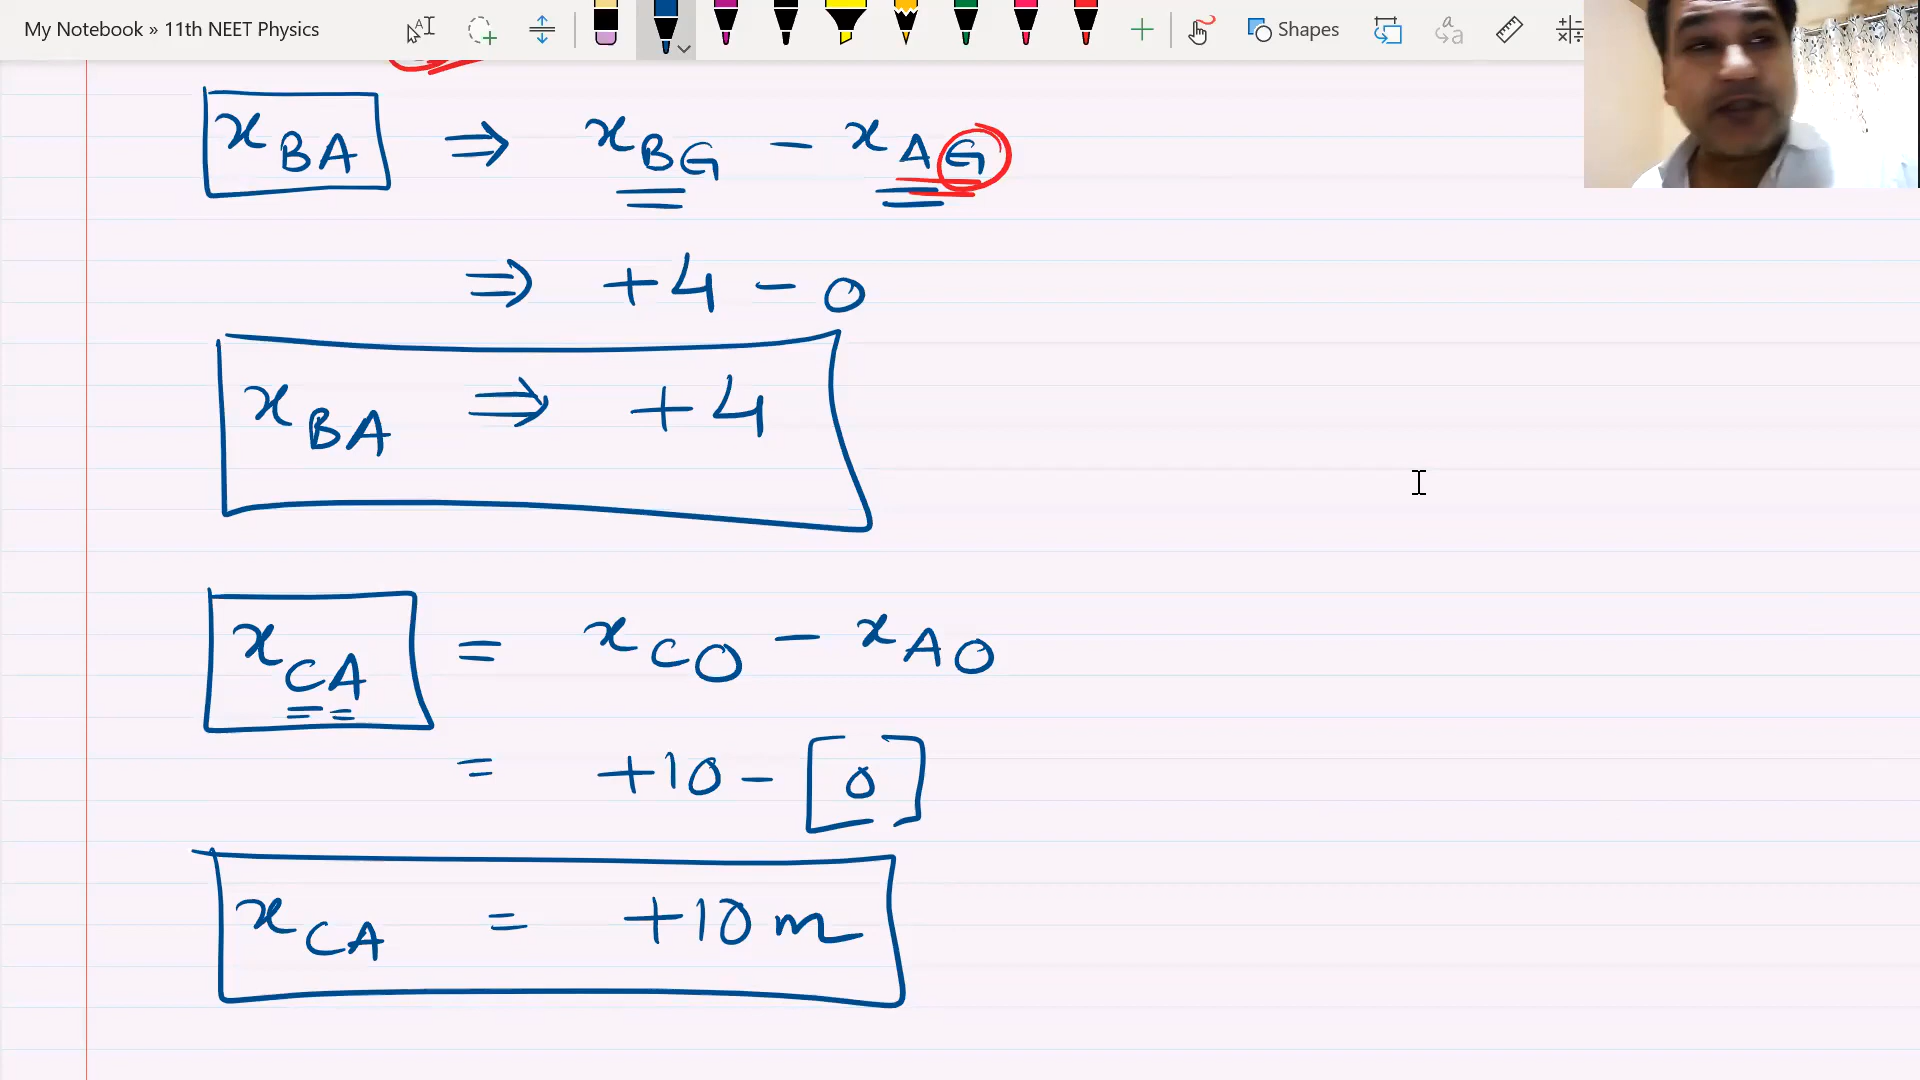 My Notebook » 11th NEET Physics
Shapes
x_BA ⇒ x_BG − x_AG
⇒ +4 − 0
x_BA ⇒ +4
x_CA = x_CO − x_AO
= +10 − [0]
x_CA = +10 m